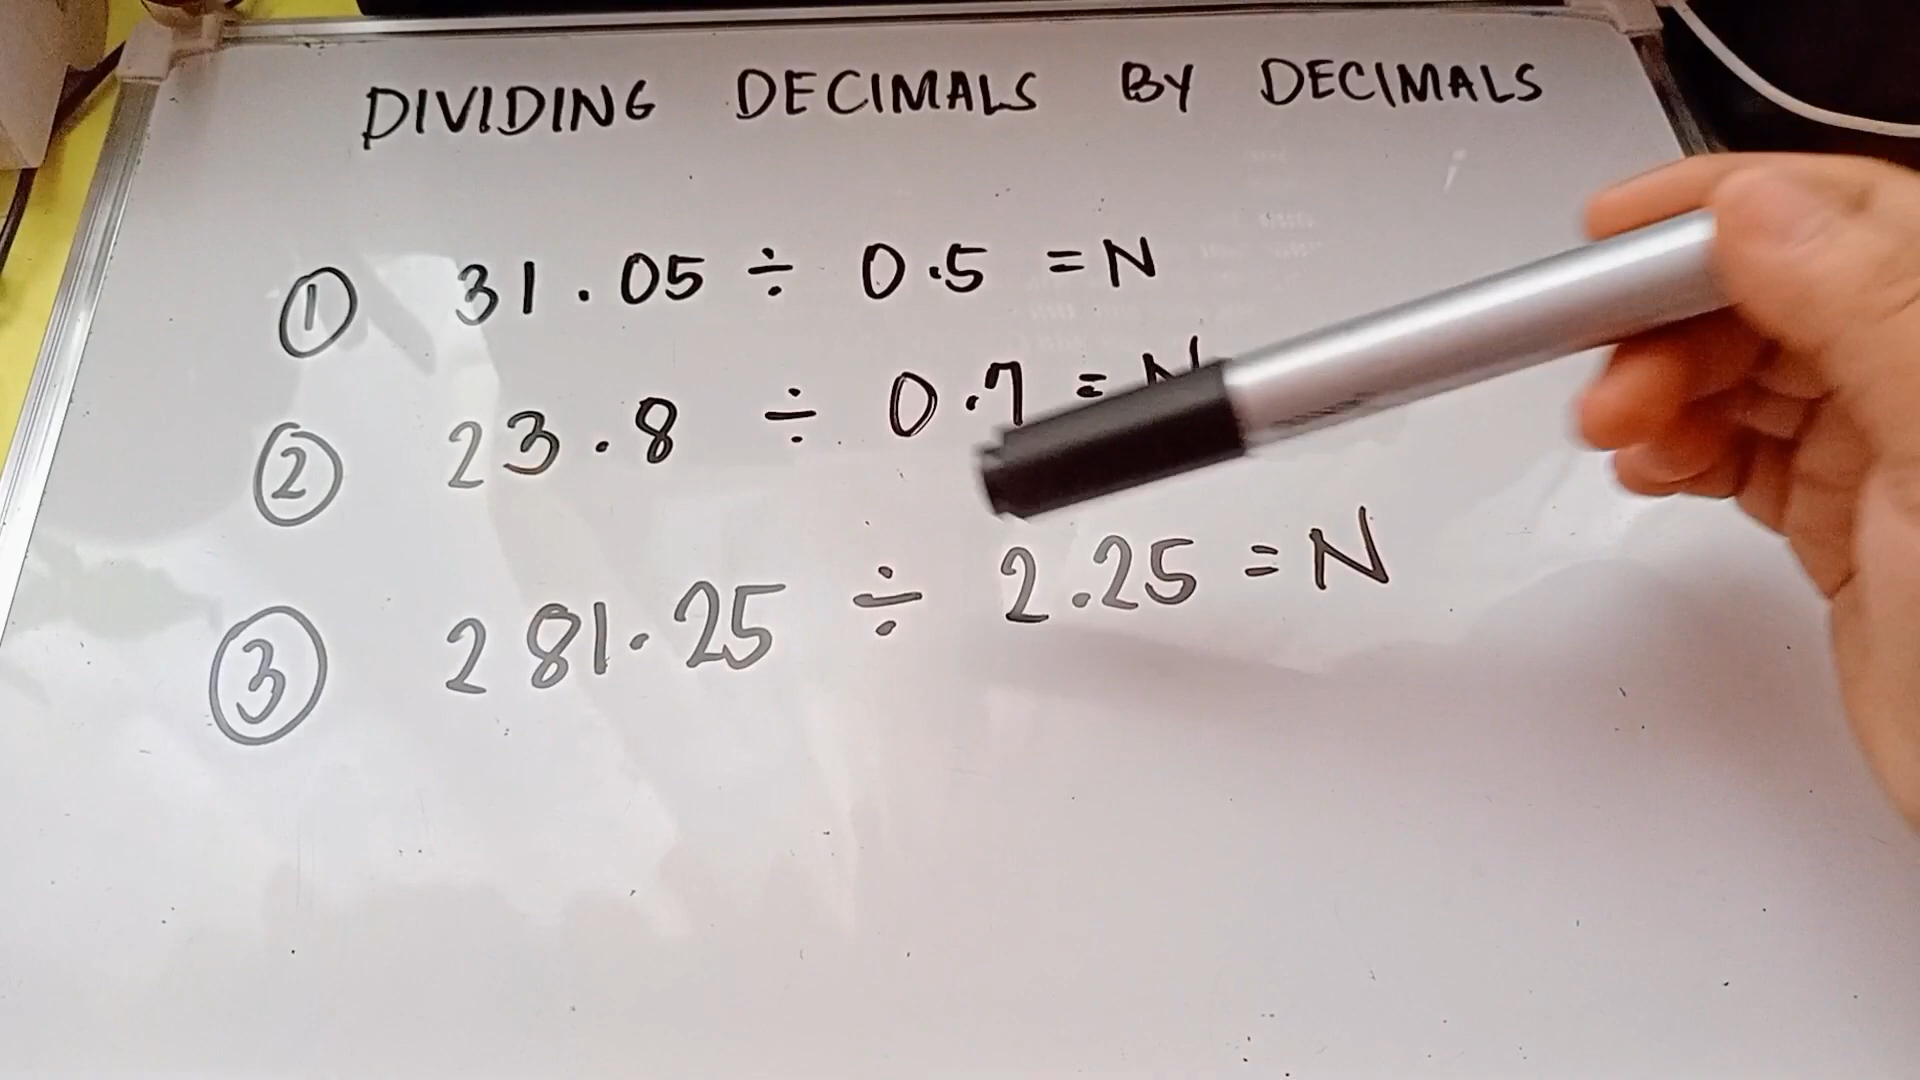 DIVIDING DECIMALS BY DECIMALS
① 31.05 ÷ 0.5 = N
② 23.8 ÷ 0.7 = N
③ 281.25 ÷ 2.25 = N